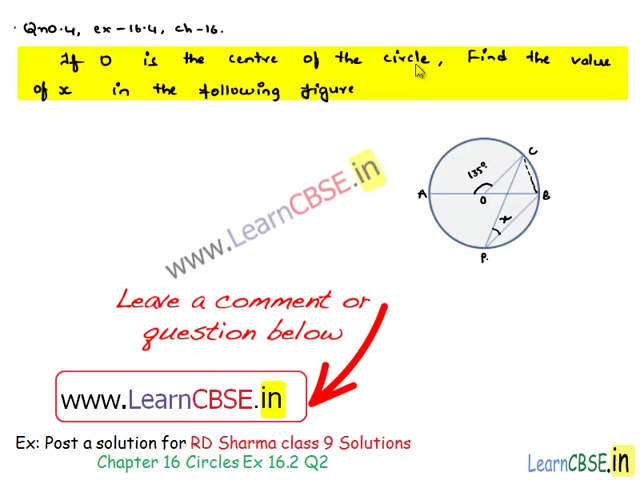 Qno.4, ex-16.4, ch-16.
If O is the centre of the circle, Find the value
of x in the following figure
C
135°
A
O
B
x
P.
www.LearnCBSE.in
Leave a comment or
question below
www.LearnCBSE.in
Ex: Post a solution for RD Sharma class 9 Solutions
Chapter 16 Circles Ex 16.2 Q2
LearnCBSE.in